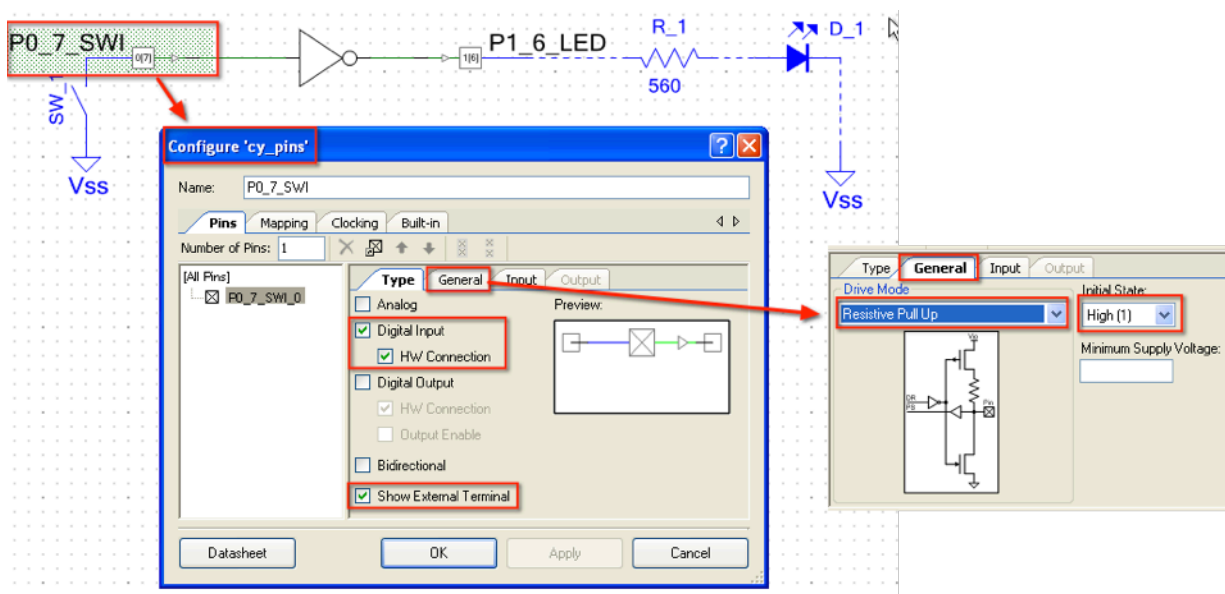 P0_7_SWI
0[7]
1[6]
P1_6_LED
R_1
560
D_1
SW_1
Vss
Vss
Configure 'cy_pins'
Name: P0_7_SWI
Pins Mapping Clocking Built-in
Number of Pins: 1
[All Pins]
P0_7_SWI_0
Type General Input Output
Analog
Preview:
Digital Input
HW Connection
Digital Output
HW Connection
Output Enable
Bidirectional
Show External Terminal
Datasheet OK Apply Cancel
Type General Input Output
Drive Mode
Initial State:
Resistive Pull Up
High (1)
Minimum Supply Voltage:
Vio
DR
PS
Pin